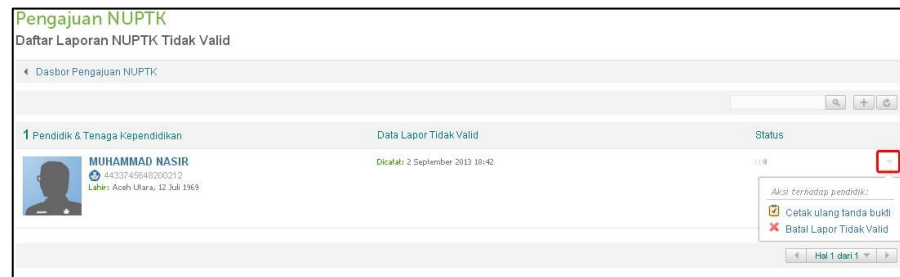 Pengajuan NUPTK
Daftar Laporan NUPTK Tidak Valid
Dasbor Pengajuan NUPTK
1 Pendidik & Tenaga Kependidikan Data Lapor Tidak Valid Status
MUHAMMAD NASIR Dicatat: 2 September 2013 18:42
4433745648200212
Lahir: Aceh Utara, 12 Juli 1969
Aksi terhadap pendidik:
Cetak ulang tanda bukti
Batal Lapor Tidak Valid
Hal 1 dari 1